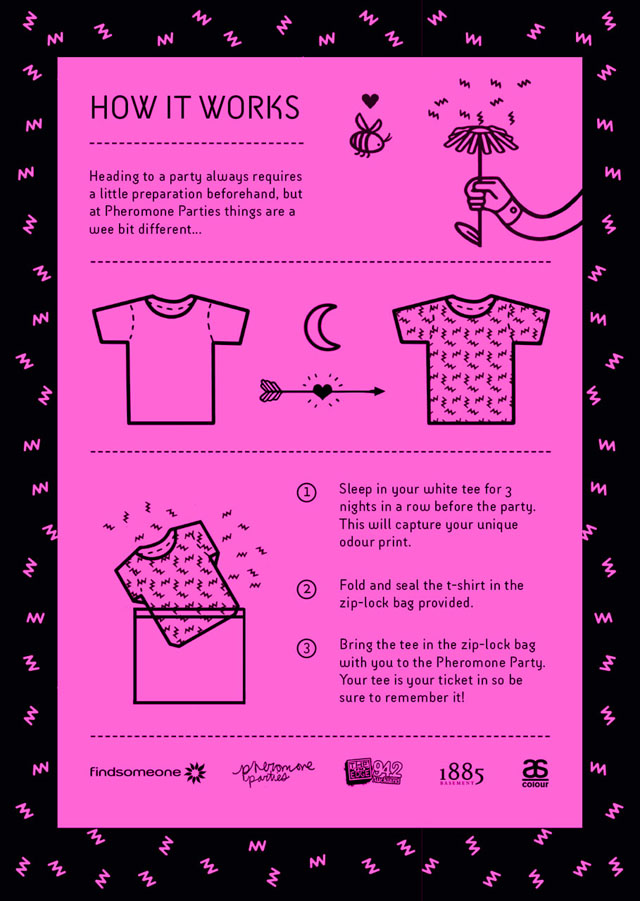 HOW IT WORKS
Heading to a party always requires
a little preparation beforehand, but
at Pheromone Parties things are a
wee bit different...
1 Sleep in your white tee for 3
nights in a row before the party.
This will capture your unique
odour print.
2 Fold and seal the t-shirt in the
zip-lock bag provided.
3 Bring the tee in the zip-lock bag
with you to the Pheromone Party.
Your tee is your ticket in so be
sure to remember it!
findsomeone
pheromone
parties
THE
EDGE
94.2
1885
BASEMENT
as
colour